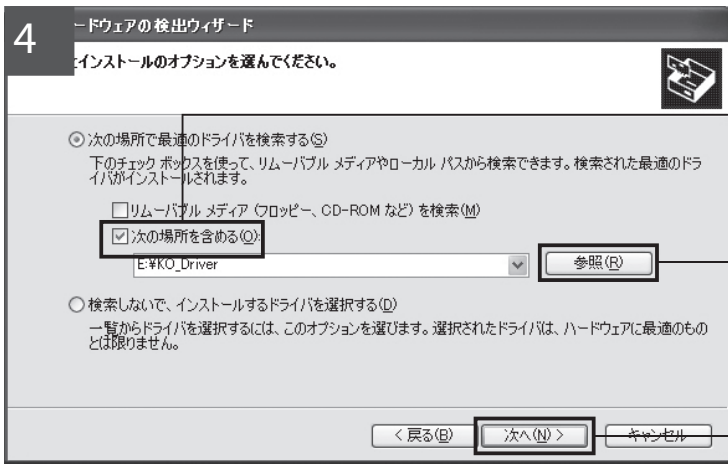 4
ードウェアの検出ウィザード
インストールのオプションを選んでください。
次の場所で最適のドライバを検索する(S)
下のチェック ボックスを使って、リムーバブル メディアやローカル パスから検索できます。検索された最適のドラ
イバがインストールされます。
リムーバブル メディア (フロッピー、CD-ROM など) を検索(M)
次の場所を含める(O):
E:¥KO_Driver
参照(R)
検索しないで、インストールするドライバを選択する(D)
一覧からドライバを選択するには、このオプションを選びます。選択されたドライバは、ハードウェアに最適のもの
とは限りません。
< 戻る(B)
次へ(N) >
キャンセル